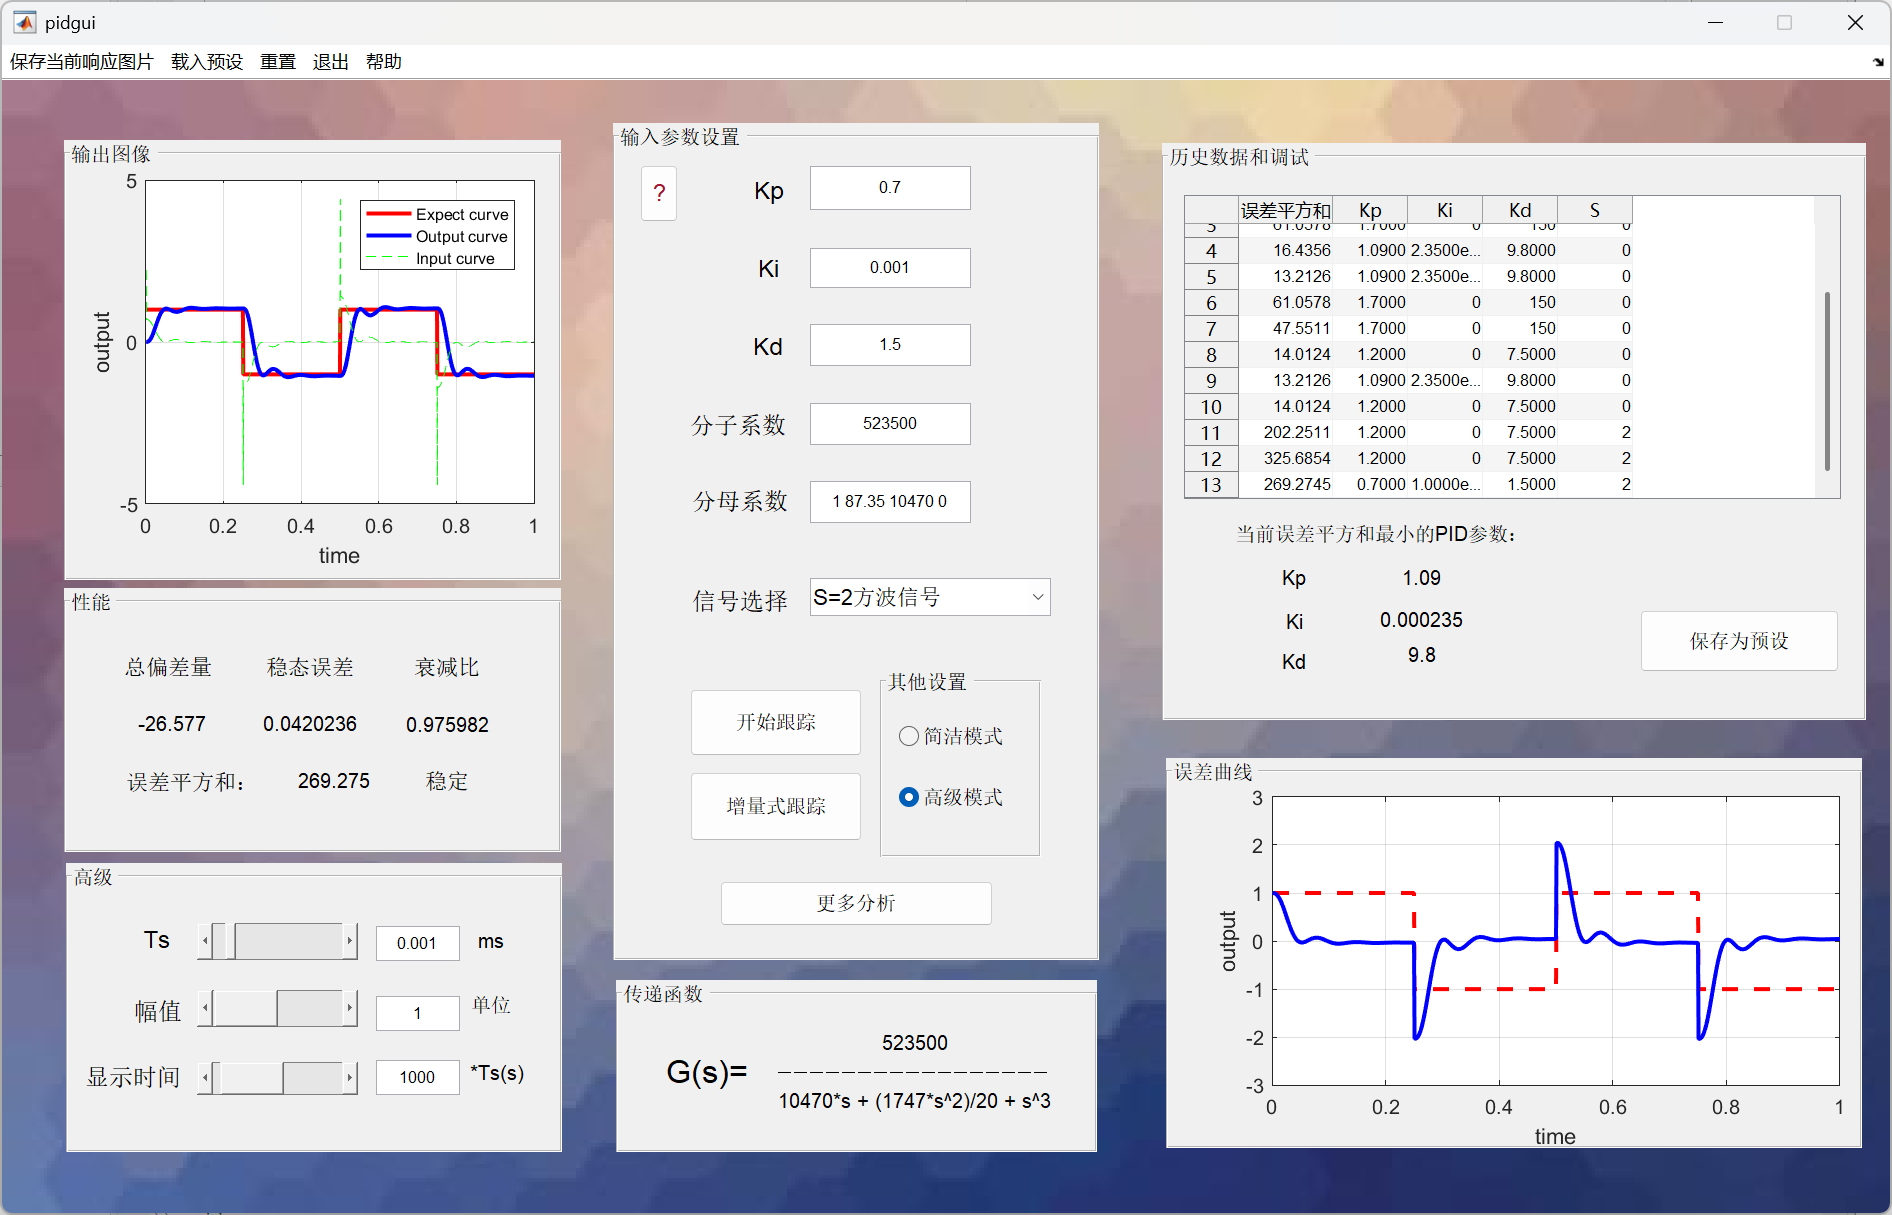 pidgui
保存当前响应图片 载入预设 重置 退出 帮助
输出图像
5
0
-5
0 0.2 0.4 0.6 0.8 1
output
time
Expect curve
Output curve
Input curve
性能
总偏差量 稳态误差 衰减比
-26.577 0.0420236 0.975982
误差平方和: 269.275 稳定
高级
Ts 0.001 ms
幅值 1 单位
显示时间 1000 *Ts(s)
输入参数设置
?
Kp 0.7
Ki 0.001
Kd 1.5
分子系数 523500
分母系数 1 87.35 10470 0
信号选择 S=2方波信号
开始跟踪
增量式跟踪
其他设置
简洁模式
高级模式
更多分析
传递函数
523500
G(s)= ------------------
10470*s + (1747*s^2)/20 + s^3
历史数据和调试
误差平方和 Kp Ki Kd S
3 61.0578 1.7000 0 150 0
4 16.4356 1.0900 2.3500e... 9.8000 0
5 13.2126 1.0900 2.3500e... 9.8000 0
6 61.0578 1.7000 0 150 0
7 47.5511 1.7000 0 150 0
8 14.0124 1.2000 0 7.5000 0
9 13.2126 1.0900 2.3500e... 9.8000 0
10 14.0124 1.2000 0 7.5000 0
11 202.2511 1.2000 0 7.5000 2
12 325.6854 1.2000 0 7.5000 2
13 269.2745 0.7000 1.0000e... 1.5000 2
当前误差平方和最小的PID参数:
Kp 1.09
Ki 0.000235
Kd 9.8
保存为预设
误差曲线
3
2
1
0
-1
-2
-3
0 0.2 0.4 0.6 0.8 1
output
time